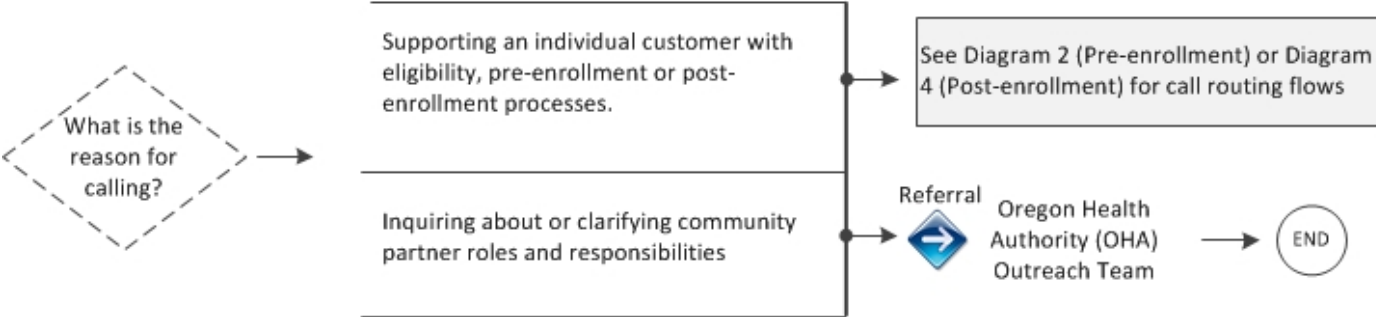 What is the
reason for
calling?
Supporting an individual customer with
eligibility, pre-enrollment or post-
enrollment processes.
See Diagram 2 (Pre-enrollment) or Diagram
4 (Post-enrollment) for call routing flows
Inquiring about or clarifying community
partner roles and responsibilities
Referral
Oregon Health
Authority (OHA)
Outreach Team
END